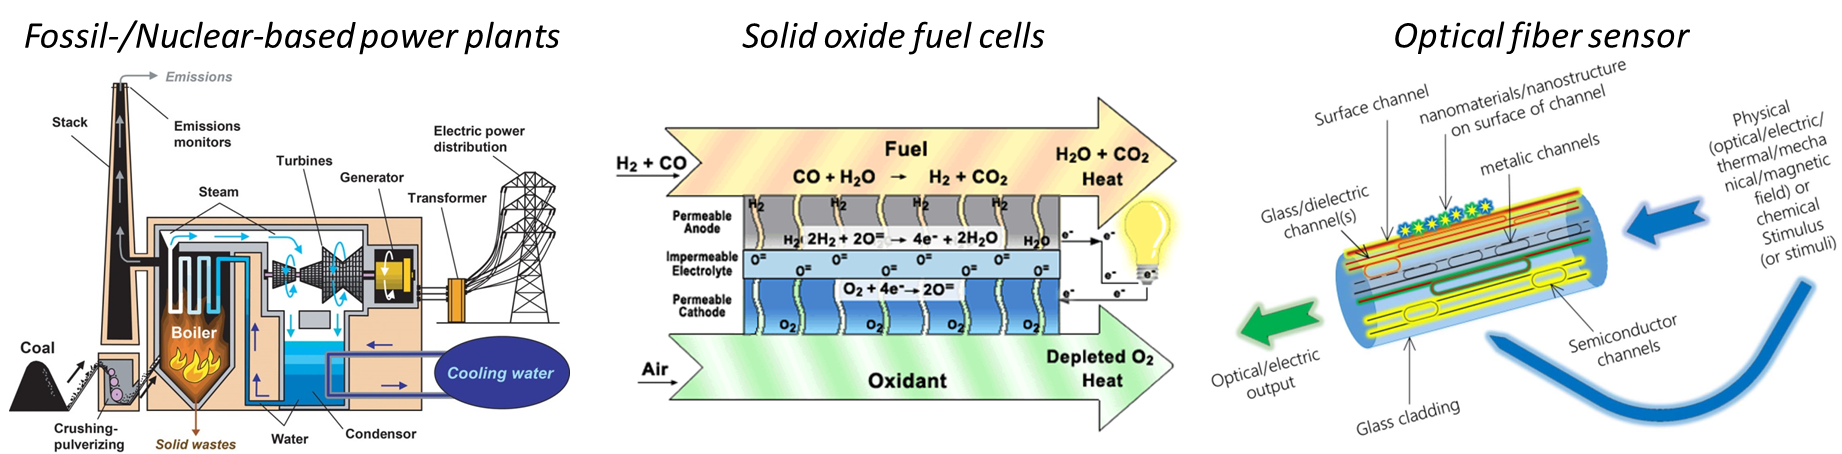 Fossil-/Nuclear-based power plants
Emissions
Stack
Emissions
monitors
Electric power
distribution
Turbines
Generator
Steam
Transformer
Boiler
Coal
Cooling water
Crushing-
pulverizing
Solid wastes
Water
Condensor
Solid oxide fuel cells
H2 + CO
Fuel
CO + H2O → H2 + CO2
H2O + CO2
Heat
Permeable
Anode
H2
H2
H2
H2
H2
2H2 + 2O= → 4e- + 2H2O
H2O
e-
e-
Impermeable
Electrolyte
O=
O=
O=
O=
O=
O=
O=
O=
e-
e-
Permeable
Cathode
O2 + 4e- → 2O=
e-
e-
O2
O2
O2
O2
Air
Oxidant
Depleted O2
Heat
Optical fiber sensor
Surface channel
nanomaterials/nanostructure
on surface of channel
metalic channels
Glass/dielectric
channel(s)
Physical
(optical/electric/
thermal/mecha
nical/magnetic
field) or
chemical
Stimulus
(or stimuli)
Optical/electric
output
Semiconductor
channels
Glass cladding